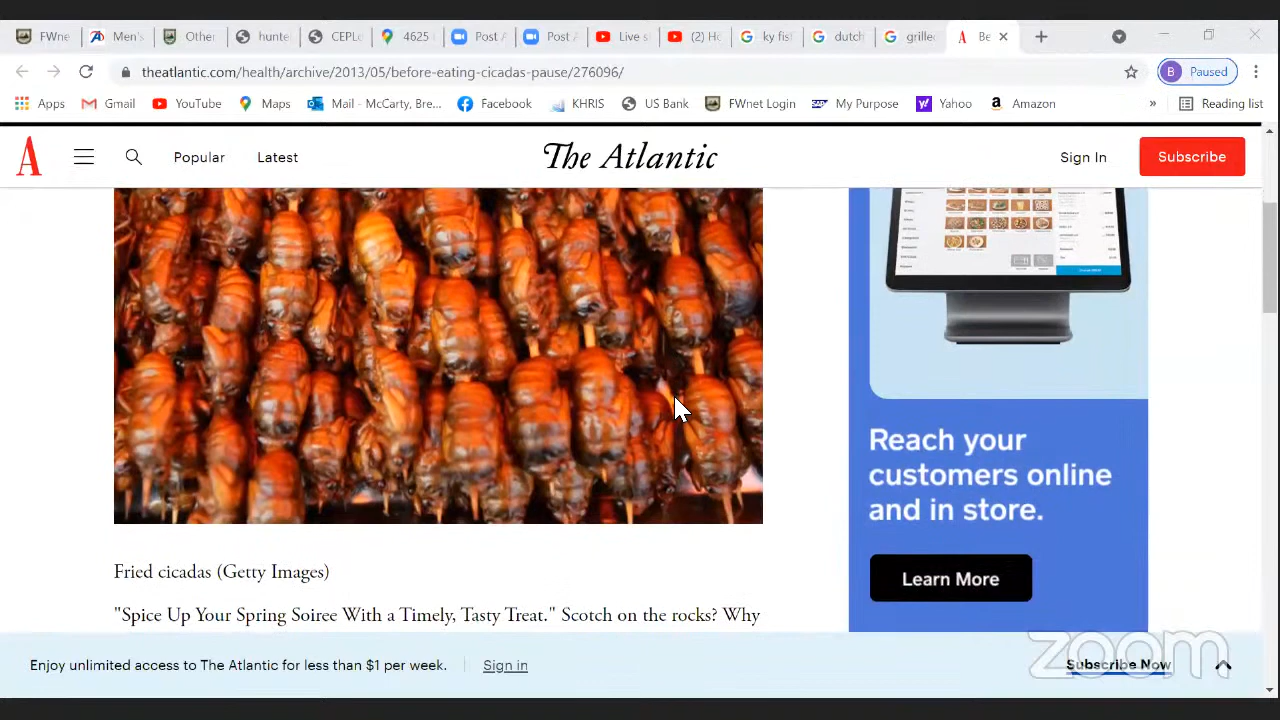 FWne
Men's
Other
hunte
CEPL
4625
Post A
Post A
Live s
(2) Ho
ky fist
dutch
grille
Be
theatlantic.com/health/archive/2013/05/before-eating-cicadas-pause/276096/
B Paused
Apps
Gmail
YouTube
Maps
Mail - McCarty, Bre...
Facebook
KHRIS
US Bank
FWnet Login
My Purpose
Yahoo
Amazon
»
Reading list
A
Popular
Latest
The Atlantic
Sign In
Subscribe
Reach your
customers online
and in store.
Learn More
Fried cicadas (Getty Images)
"Spice Up Your Spring Soiree With a Timely, Tasty Treat." Scotch on the rocks? Why
Enjoy unlimited access to The Atlantic for less than $1 per week.
Sign in
Subscribe Now
zoom